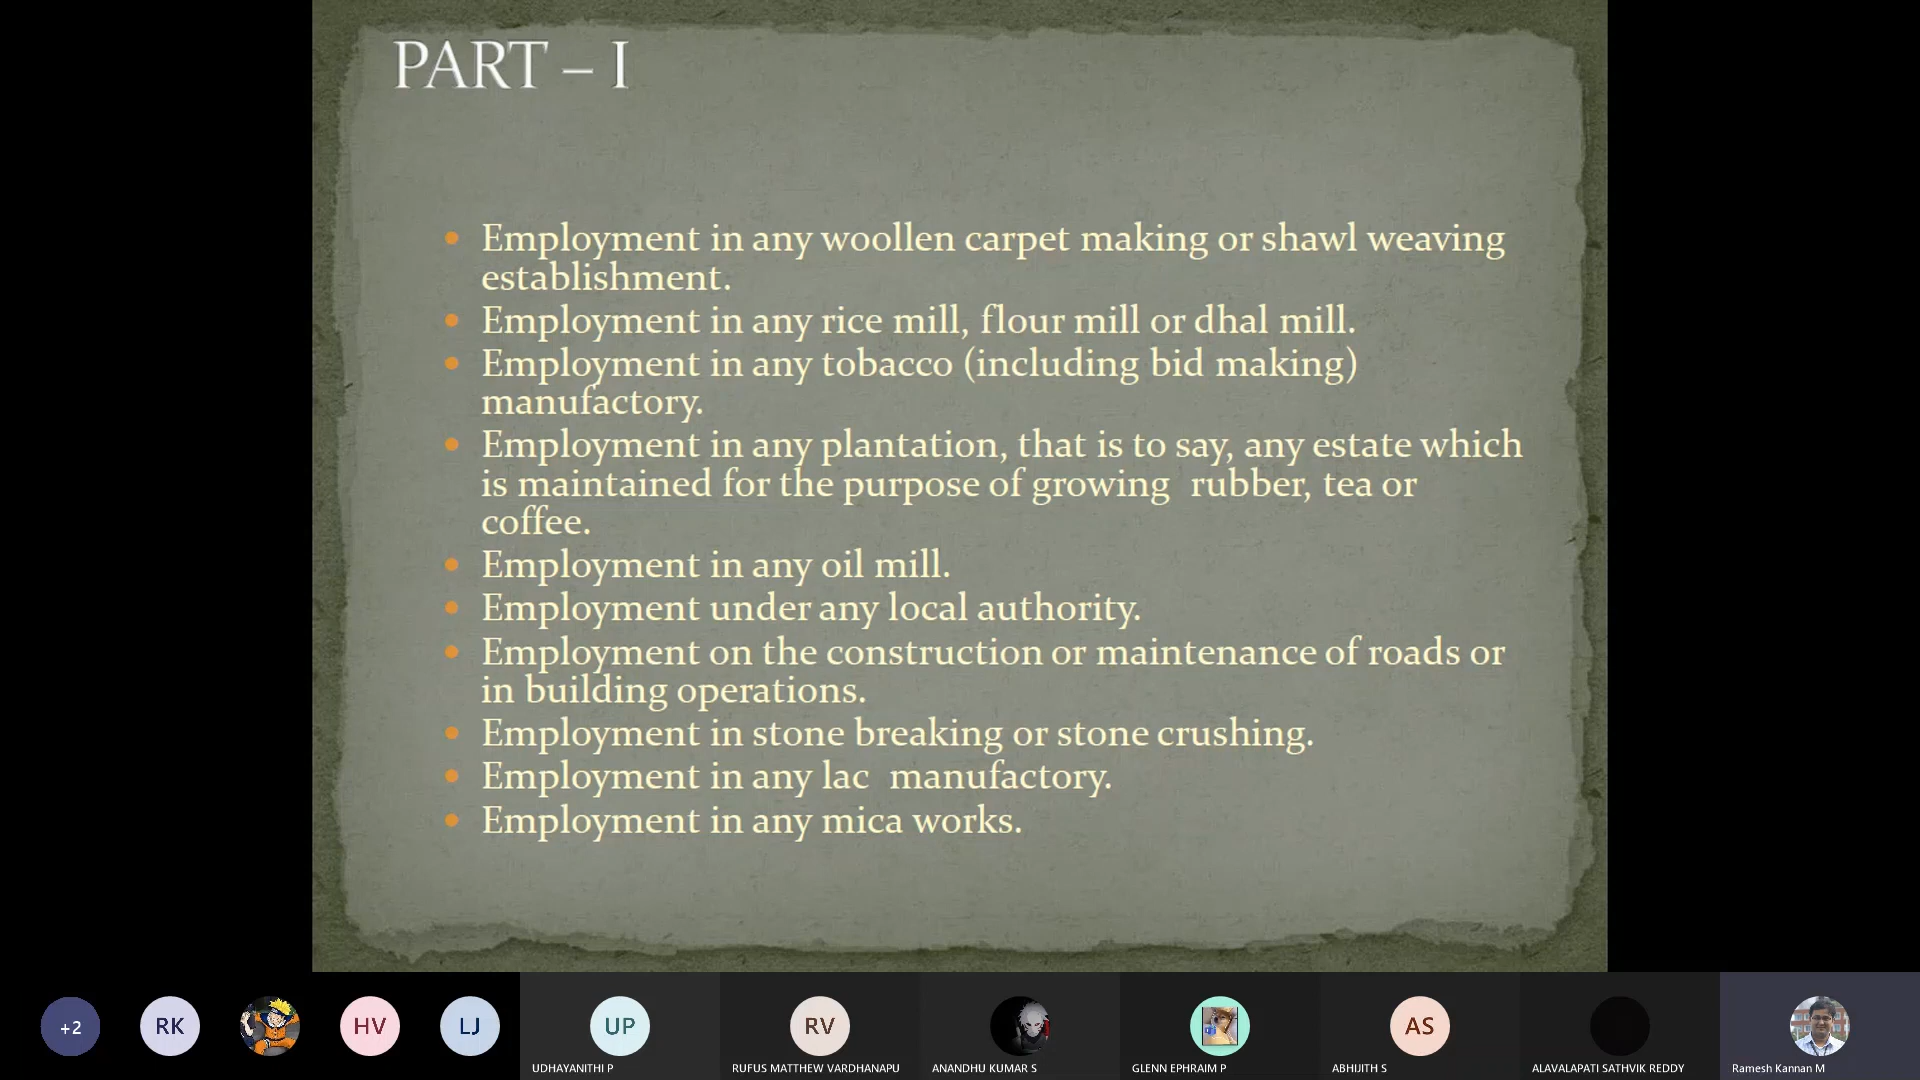 PART – I
Employment in any woollen carpet making or shawl weaving
establishment.
Employment in any rice mill, flour mill or dhal mill.
Employment in any tobacco (including bid making)
manufactory.
Employment in any plantation, that is to say, any estate which
is maintained for the purpose of growing rubber, tea or
coffee.
Employment in any oil mill.
Employment under any local authority.
Employment on the construction or maintenance of roads or
in building operations.
Employment in stone breaking or stone crushing.
Employment in any lac manufactory.
Employment in any mica works.
+2
RK
HV
LJ
UP
RV
AS
UDHAYANITHI P
RUFUS MATTHEW VARDHANAPU
ANANDHU KUMAR S
GLENN EPHRAIM P
ABHIJITH S
ALAVALAPATI SATHVIK REDDY
Ramesh Kannan M